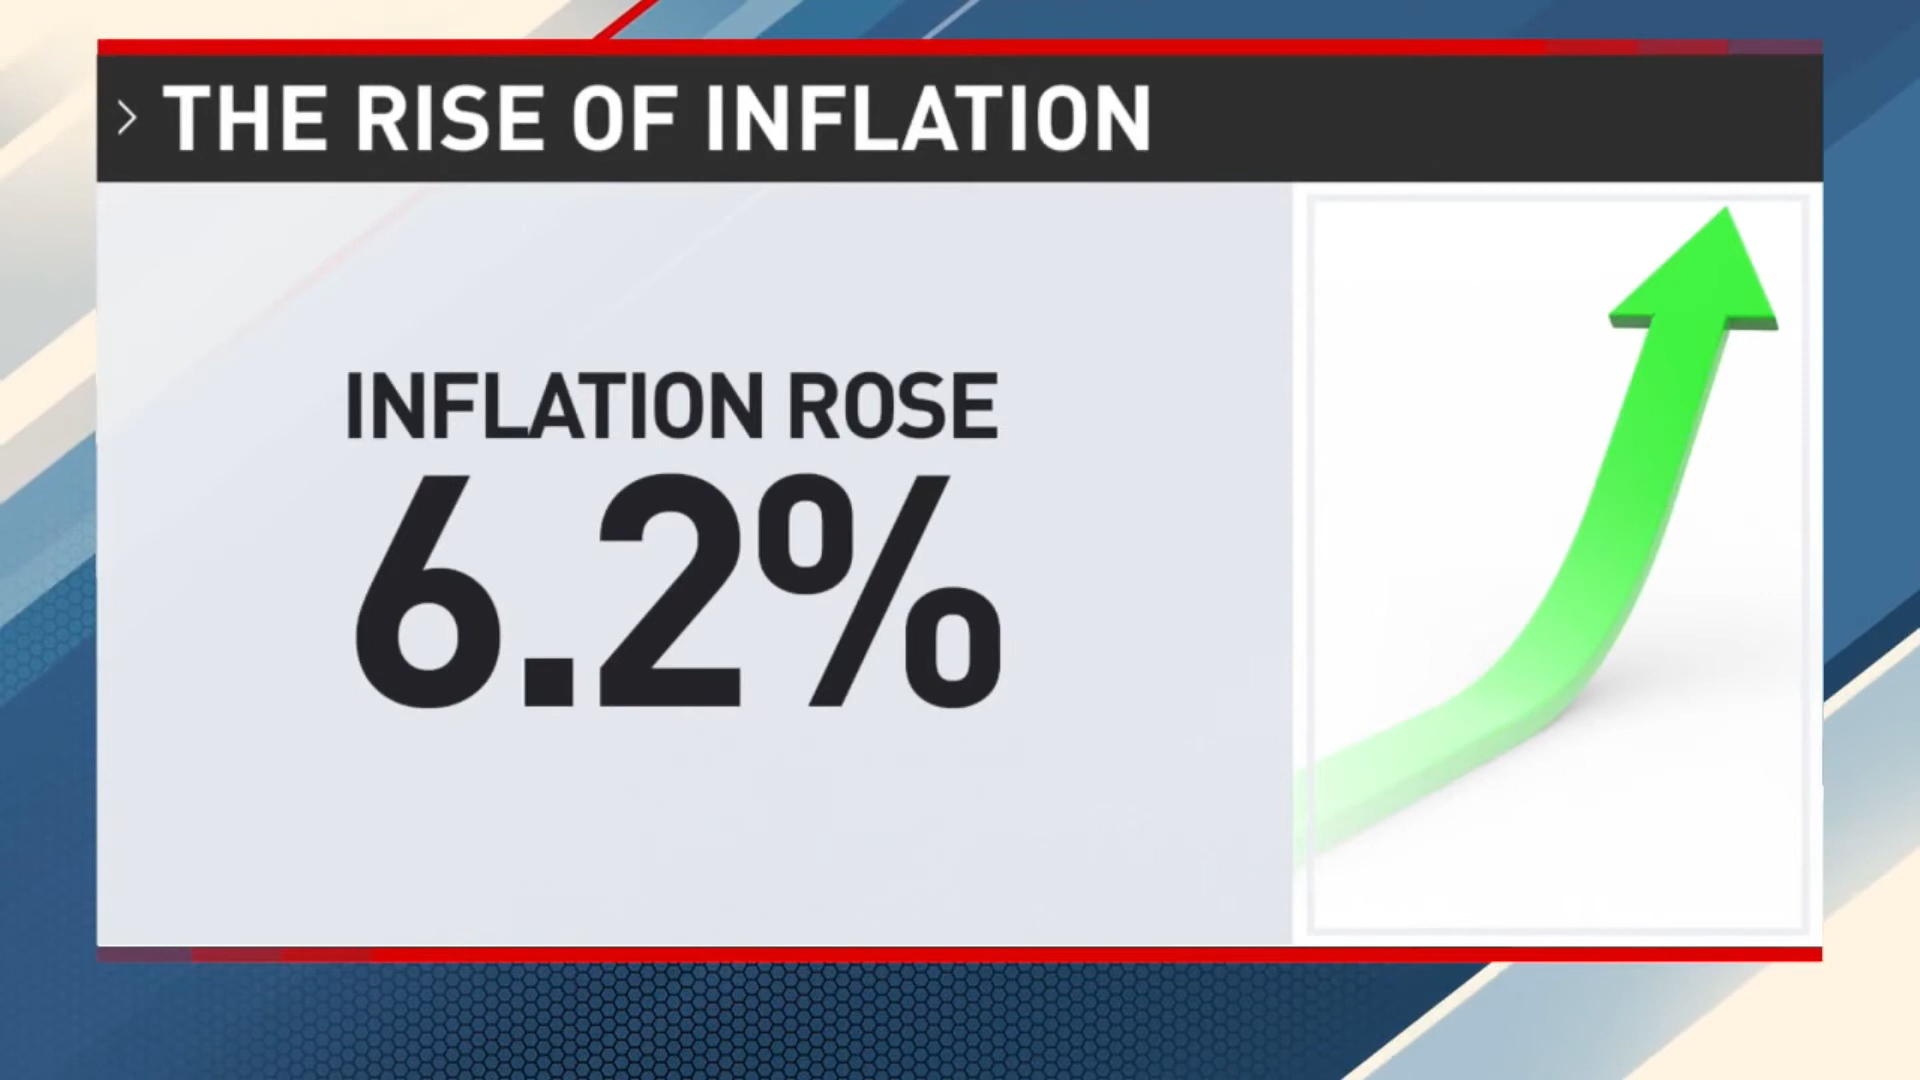 THE RISE OF INFLATION
INFLATION ROSE
6.2%